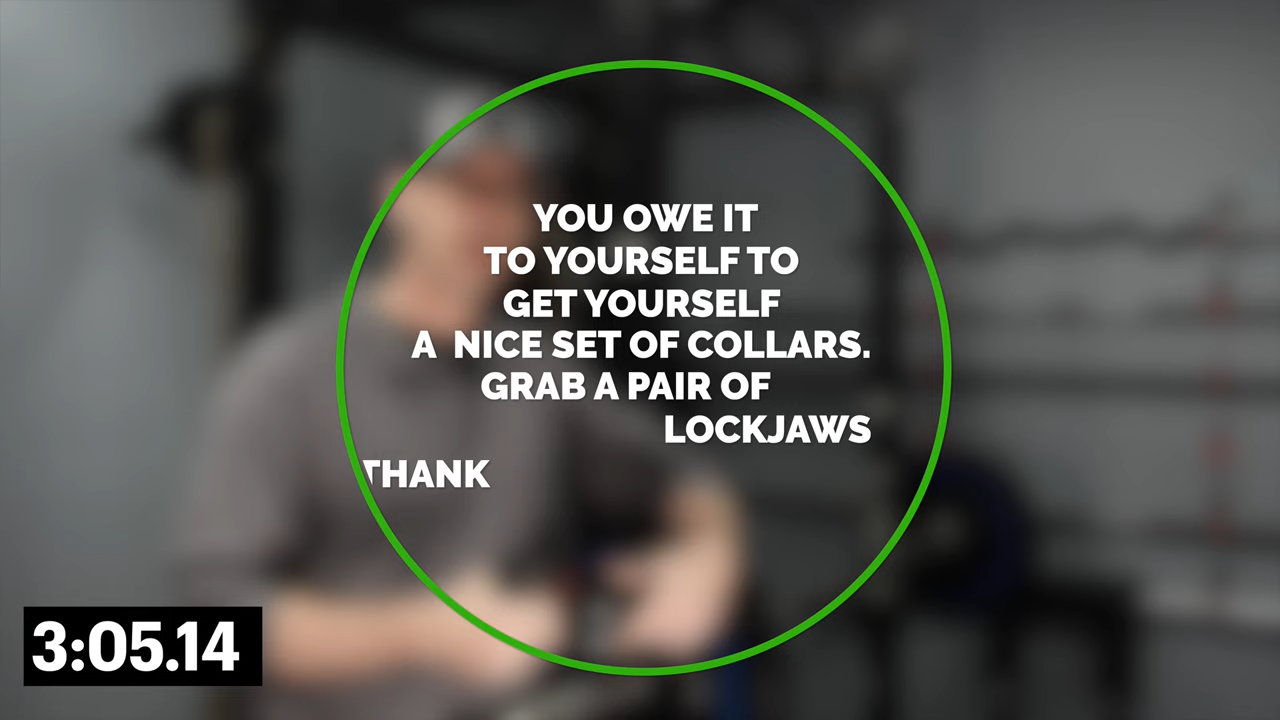 YOU OWE IT
TO YOURSELF TO
GET YOURSELF
A NICE SET OF COLLARS.
GRAB A PAIR OF
LOCKJAWS
THANK
3:05.14